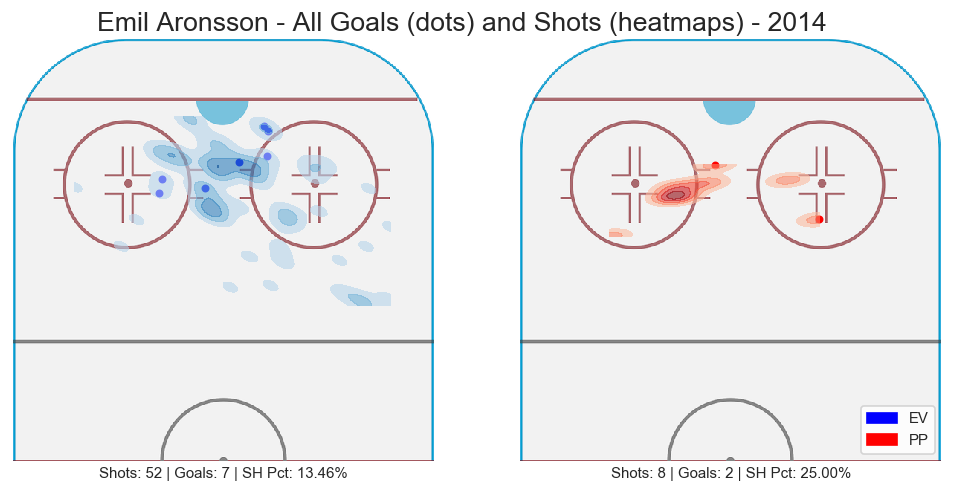 Emil Aronsson - All Goals (dots) and Shots (heatmaps) - 2014
EV
PP
Shots: 52 | Goals: 7 | SH Pct: 13.46%
Shots: 8 | Goals: 2 | SH Pct: 25.00%